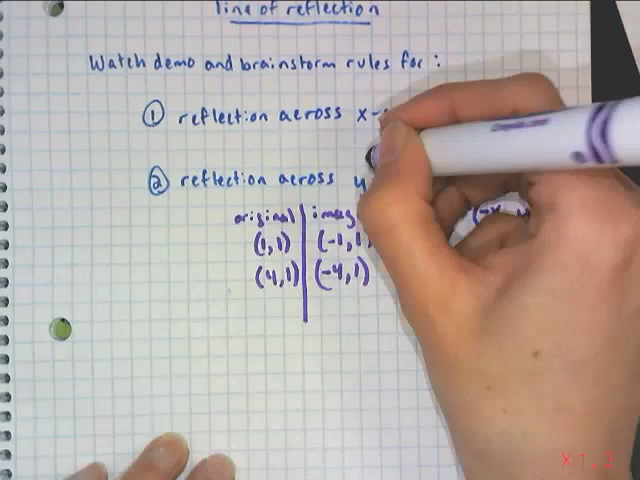 line of reflection
Watch demo and brainstorm rules for:
① reflection across x-
② reflection across y
original
(1,1) (-1,1
(4,1) (-4,1)
X1.2